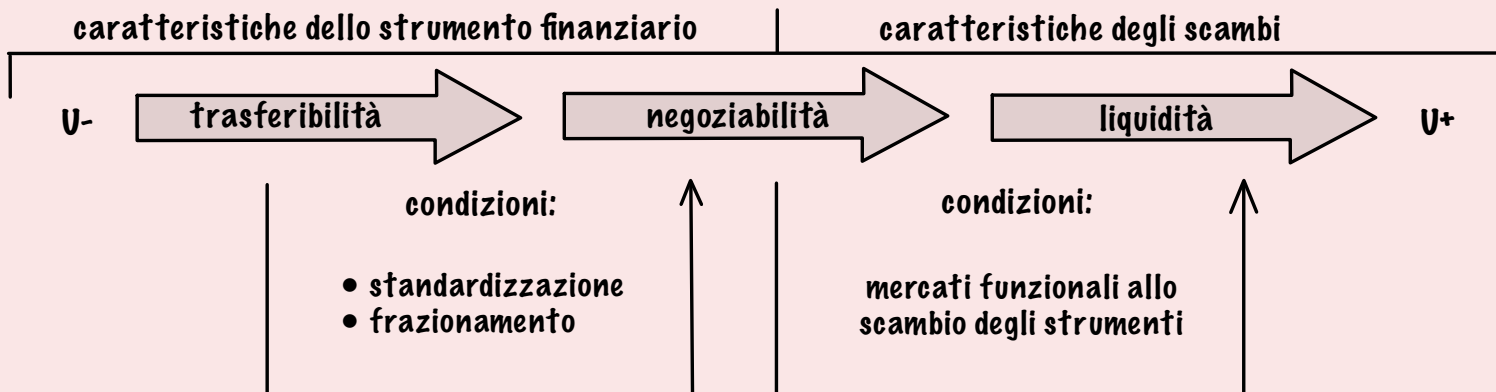 caratteristiche dello strumento finanziario
caratteristiche degli scambi
U-
trasferibilità
negoziabilità
liquidità
U+
condizioni:
• standardizzazione
• frazionamento
condizioni:
mercati funzionali allo
scambio degli strumenti